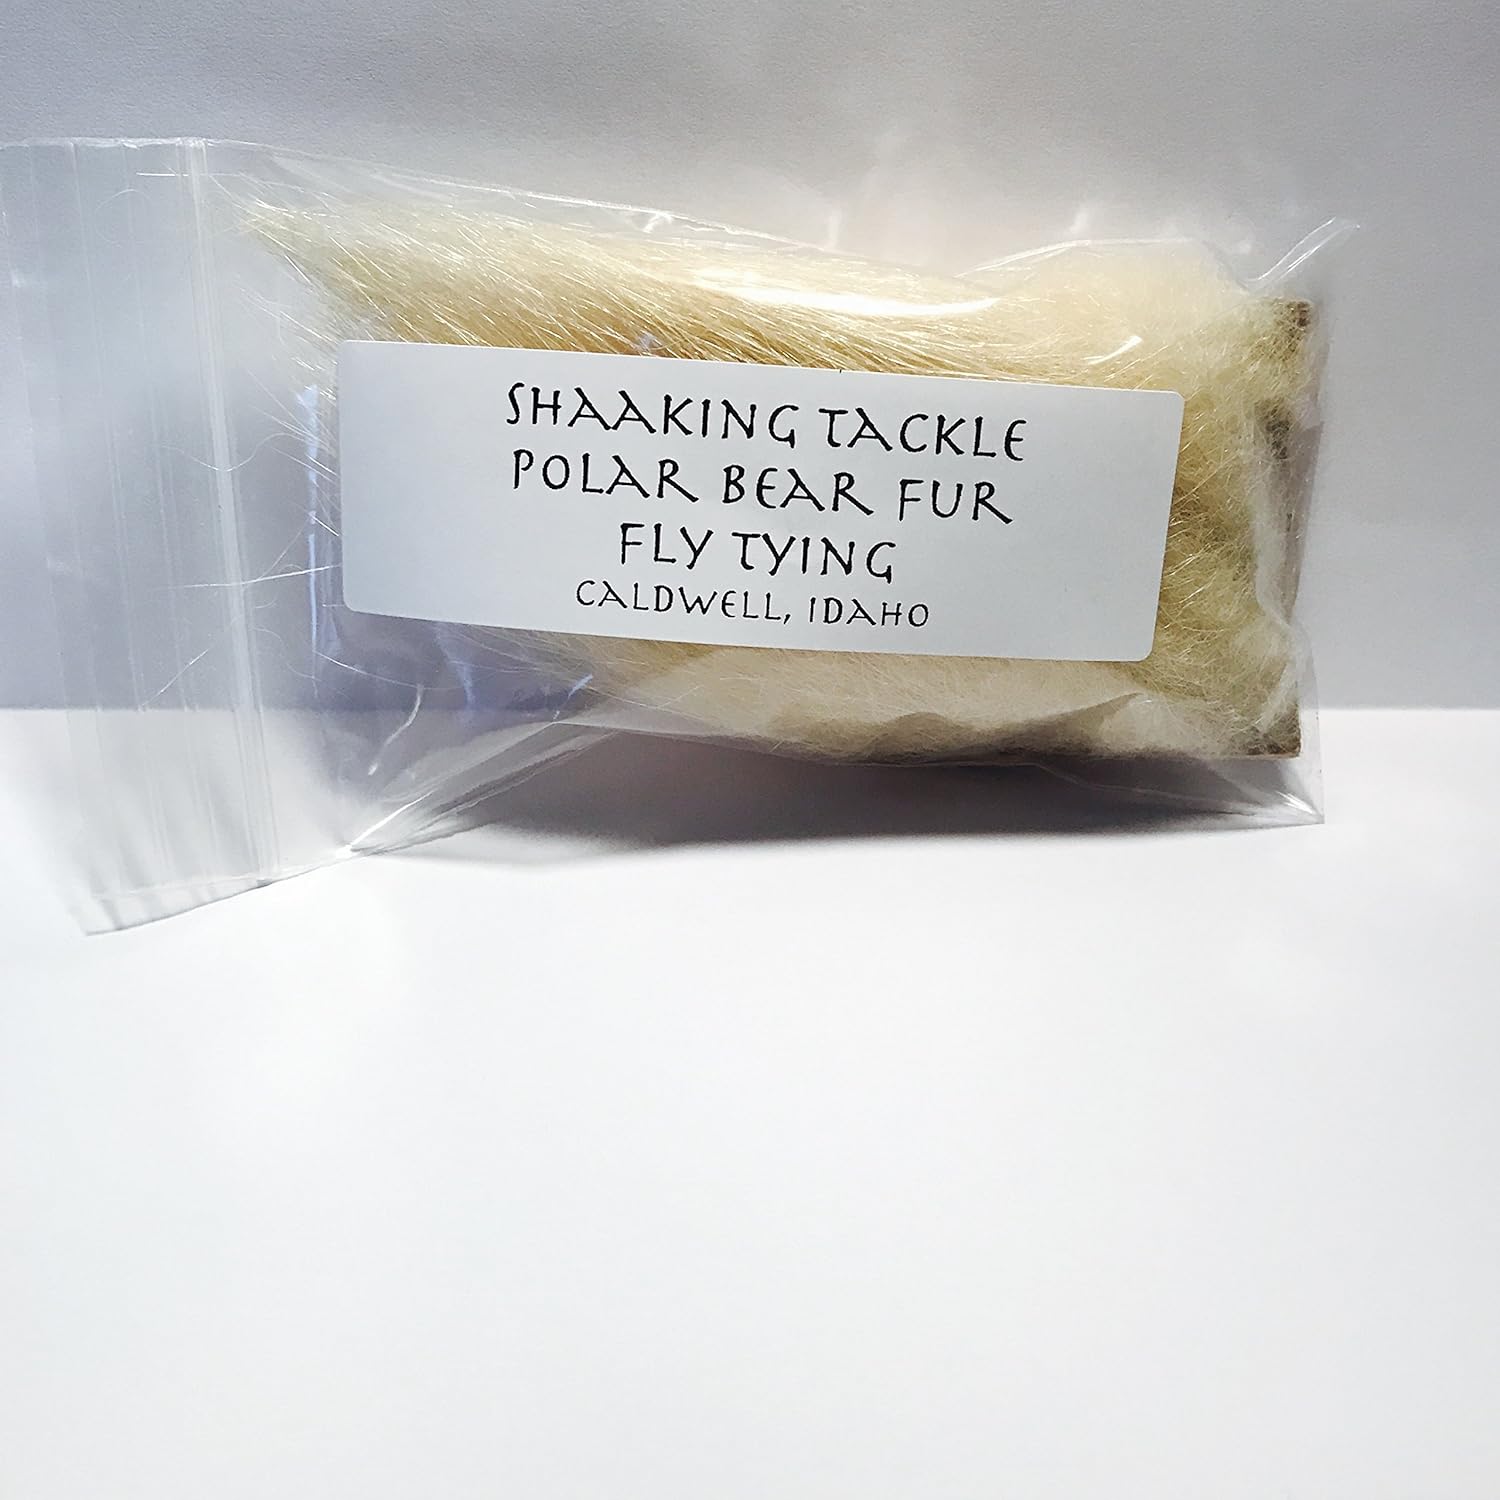 SHAAKING TACKLE
POLAR BEAR FUR
FLY TYING
CALDWELL, IDAHO